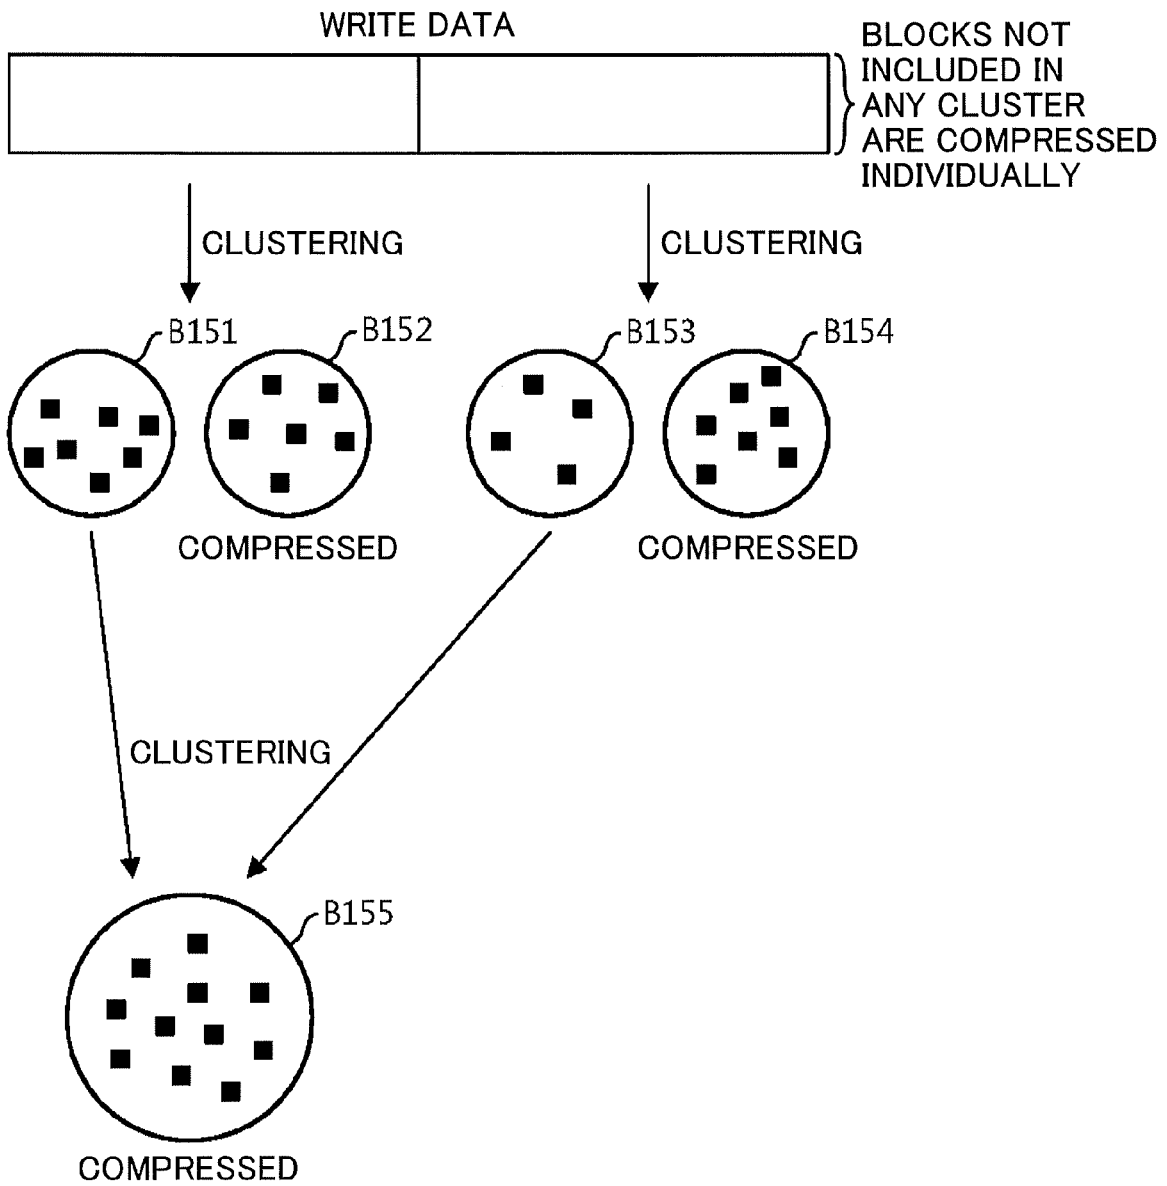 WRITE DATA
BLOCKS NOT
INCLUDED IN
ANY CLUSTER
ARE COMPRESSED
INDIVIDUALLY
CLUSTERING
CLUSTERING
B151
B152
B153
B154
COMPRESSED
COMPRESSED
CLUSTERING
B155
COMPRESSED